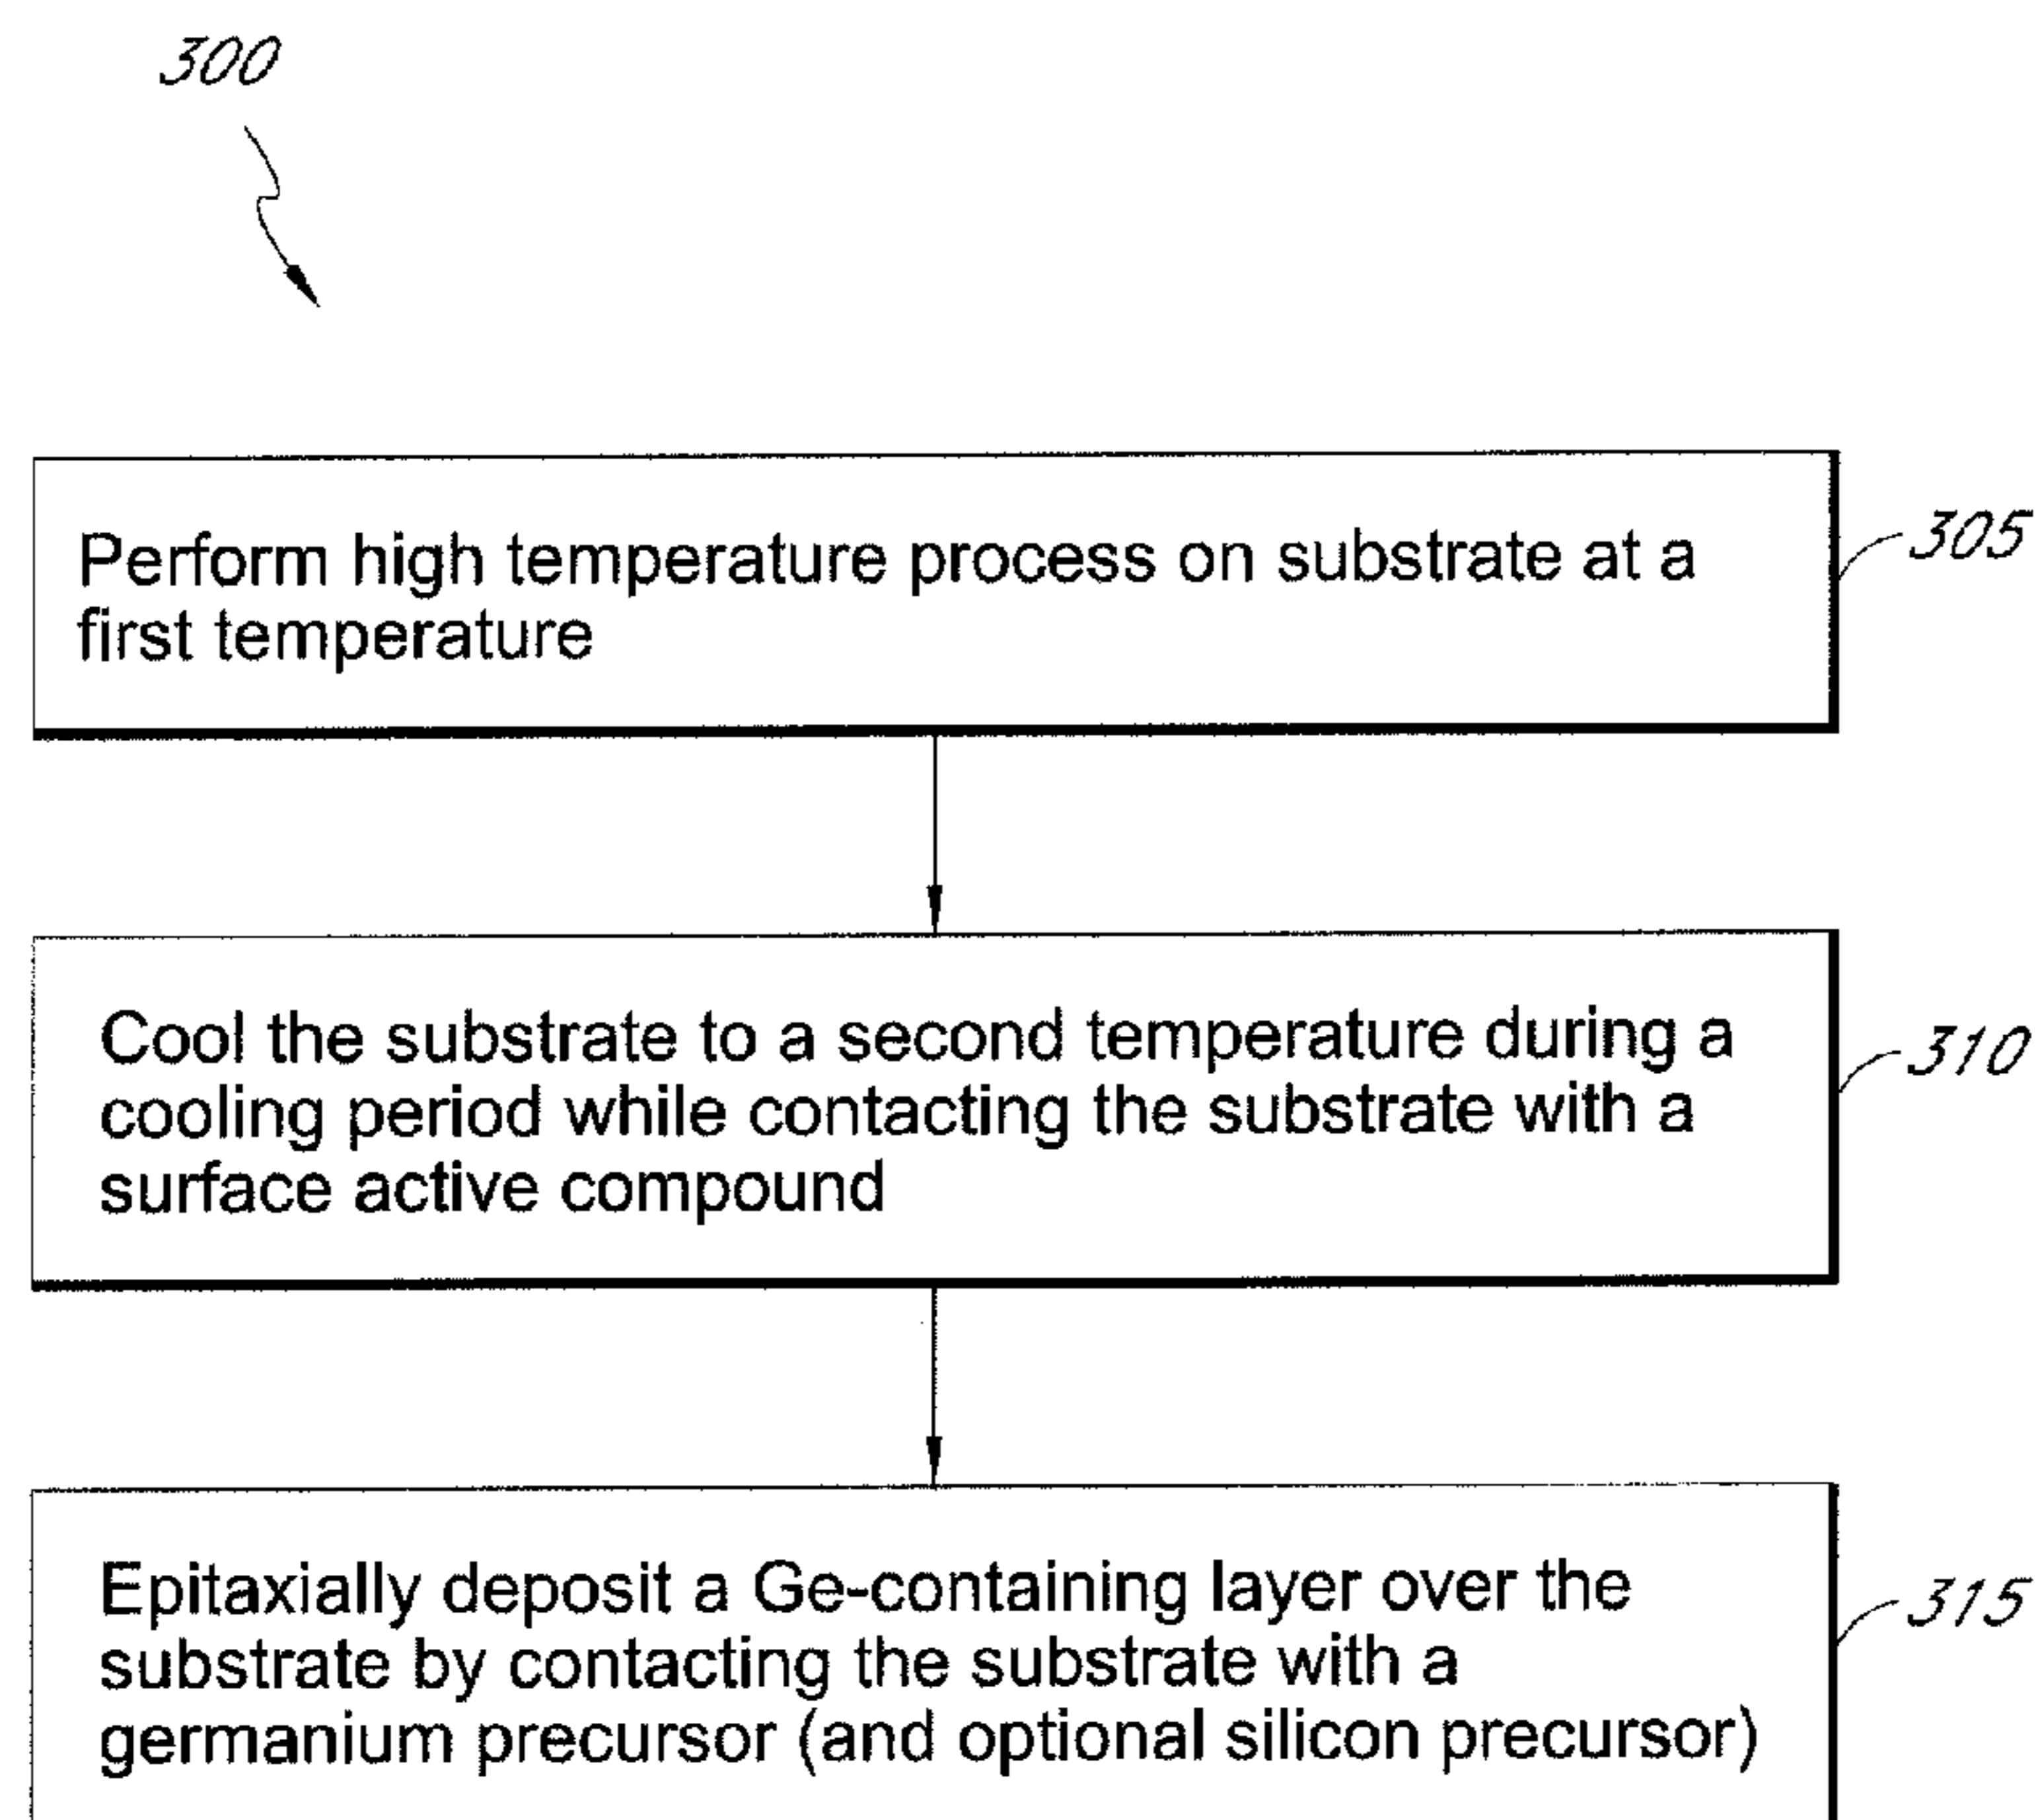 300
Perform high temperature process on substrate at a
first temperature
305
Cool the substrate to a second temperature during a
cooling period while contacting the substrate with a
surface active compound
310
Epitaxially deposit a Ge-containing layer over the
substrate by contacting the substrate with a
germanium precursor (and optional silicon precursor)
315